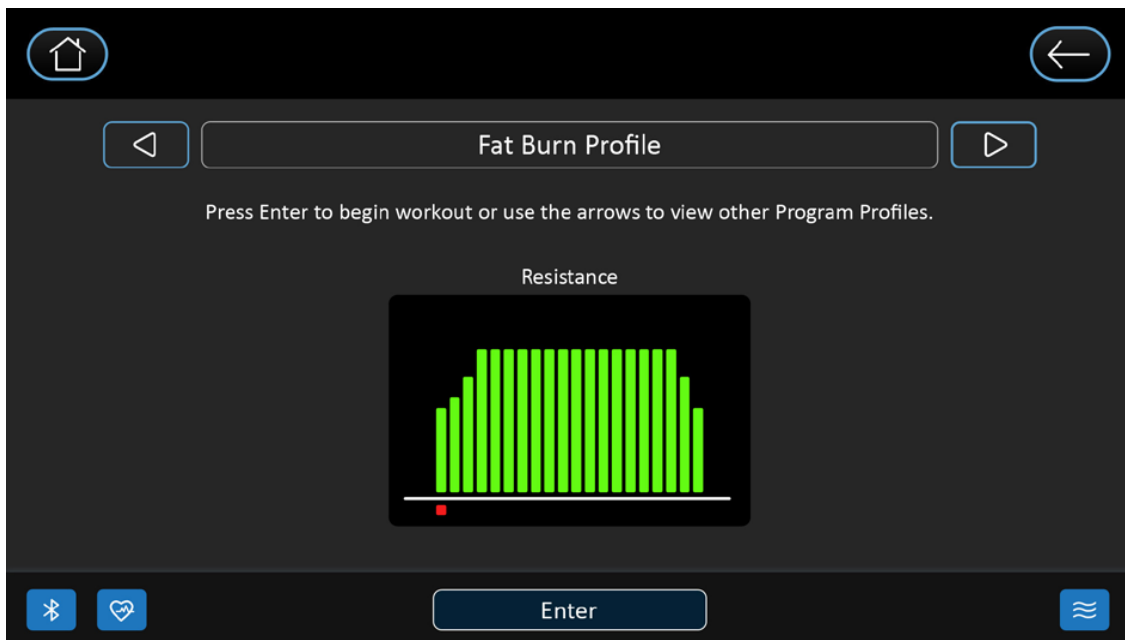 Fat Burn Profile
Press Enter to begin workout or use the arrows to view other Program Profiles.
Resistance
Enter